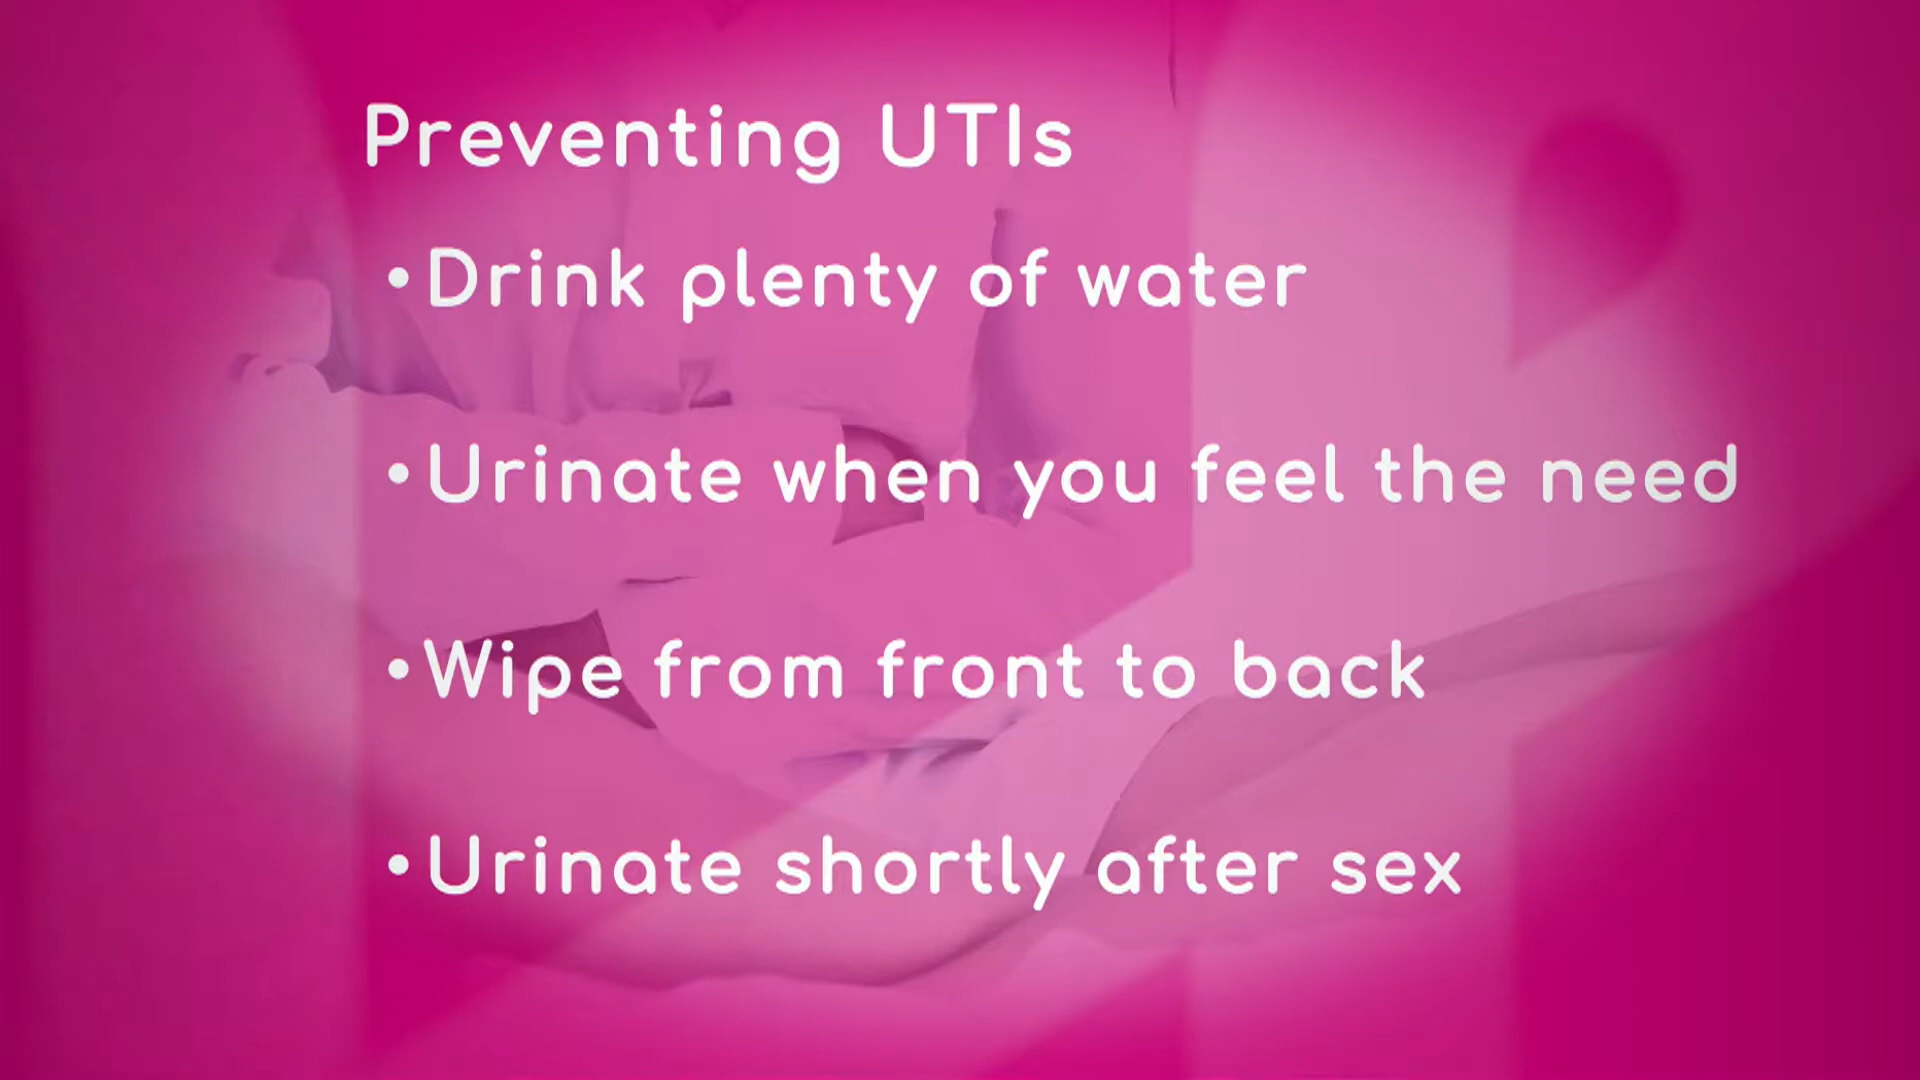 Preventing UTIs
•Drink plenty of water
•Urinate when you feel the need
•Wipe from front to back
•Urinate shortly after sex